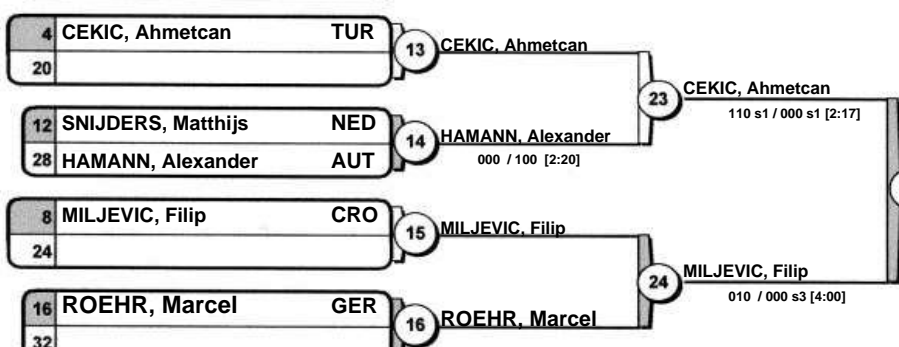 4 CEKIC, Ahmetcan TUR
20
13 CEKIC, Ahmetcan
12 SNIJDERS, Matthijs NED
28 HAMANN, Alexander AUT
14 HAMANN, Alexander
000 / 100 [2:20]
23 CEKIC, Ahmetcan
110 s1 / 000 s1 [2:17]
8 MILJEVIC, Filip CRO
24
15 MILJEVIC, Filip
16 ROEHR, Marcel GER
32
16 ROEHR, Marcel
24 MILJEVIC, Filip
010 / 000 s3 [4:00]